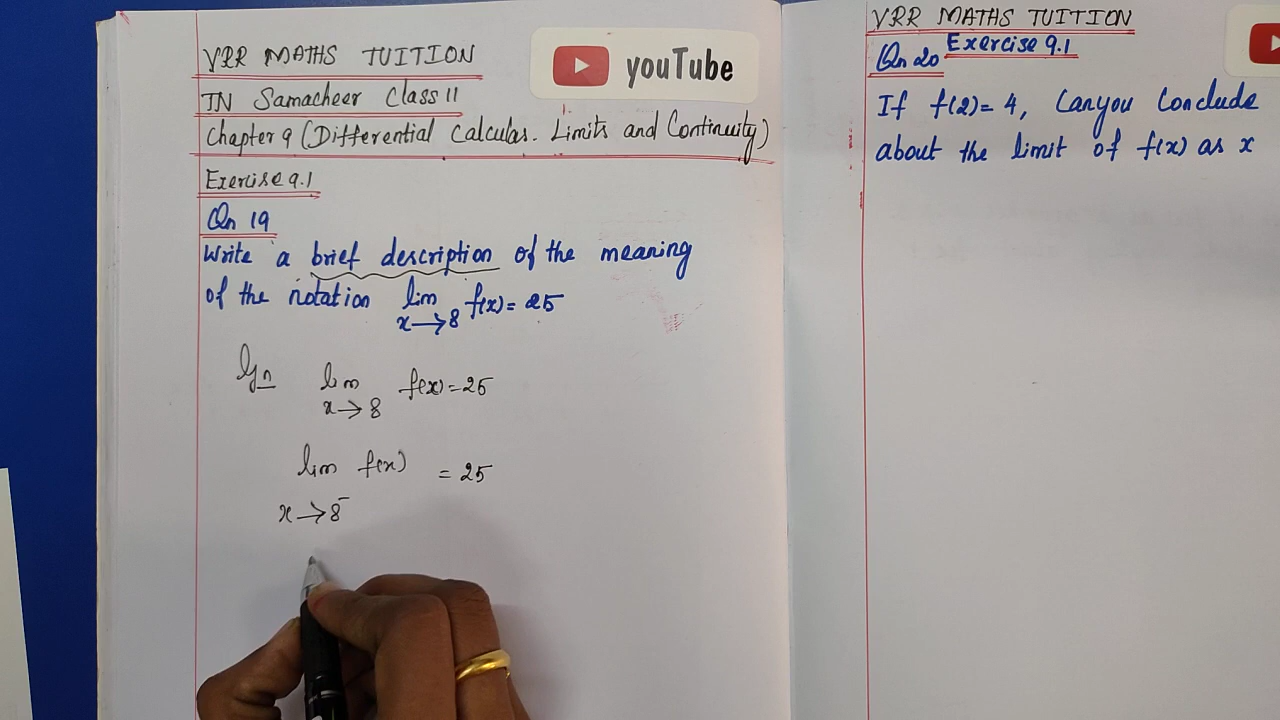 VRR MATHS TUITION
youTube
TN Samacheer Class 11
Chapter 9 (Differential Calculas. Limits and Continuity)
Exercise 9.1
Qn 19
Write a brief description of the meaning
of the notation lim f(x) = 25
x→8
lim f(x) = 25
x→8
lim f(x) = 25
x→8⁻
VRR MATHS TUITION
Qn 20 Exercise 9.1
If f(2) = 4, Can you Conclude
about the limit of f(x) as x